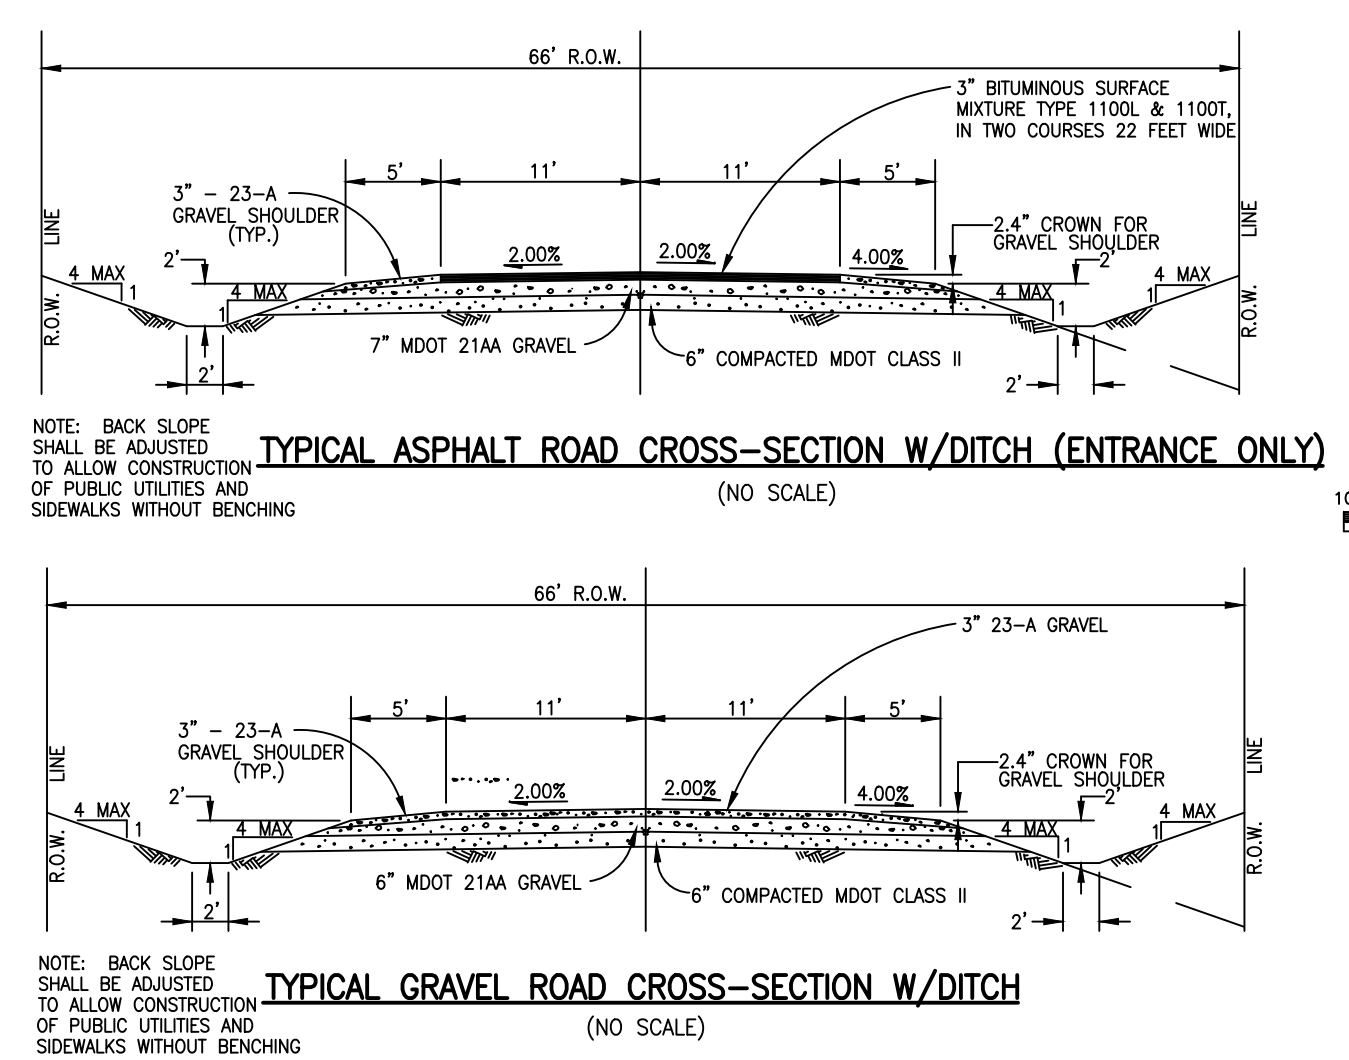 66' R.O.W.
3" BITUMINOUS SURFACE
MIXTURE TYPE 1100L & 1100T,
IN TWO COURSES 22 FEET WIDE
5'
11'
11'
5'
3" - 23-A
GRAVEL SHOULDER
(TYP.)
LINE
R.O.W.
2'
4 MAX
1
4 MAX
1
2.00%
2.00%
4.00%
2.4" CROWN FOR
GRAVEL SHOULDER
2'
4 MAX
1
4 MAX
1
LINE
R.O.W.
7" MDOT 21AA GRAVEL
6" COMPACTED MDOT CLASS II
2'
2'
NOTE: BACK SLOPE
SHALL BE ADJUSTED
TO ALLOW CONSTRUCTION
OF PUBLIC UTILITIES AND
SIDEWALKS WITHOUT BENCHING
TYPICAL ASPHALT ROAD CROSS-SECTION W/DITCH (ENTRANCE ONLY)
(NO SCALE)
66' R.O.W.
3" 23-A GRAVEL
5'
11'
11'
5'
3" - 23-A
GRAVEL SHOULDER
(TYP.)
LINE
R.O.W.
2'
4 MAX
1
4 MAX
1
2.00%
2.00%
4.00%
2.4" CROWN FOR
GRAVEL SHOULDER
2'
4 MAX
1
4 MAX
1
LINE
R.O.W.
6" MDOT 21AA GRAVEL
6" COMPACTED MDOT CLASS II
2'
2'
NOTE: BACK SLOPE
SHALL BE ADJUSTED
TO ALLOW CONSTRUCTION
OF PUBLIC UTILITIES AND
SIDEWALKS WITHOUT BENCHING
TYPICAL GRAVEL ROAD CROSS-SECTION W/DITCH
(NO SCALE)